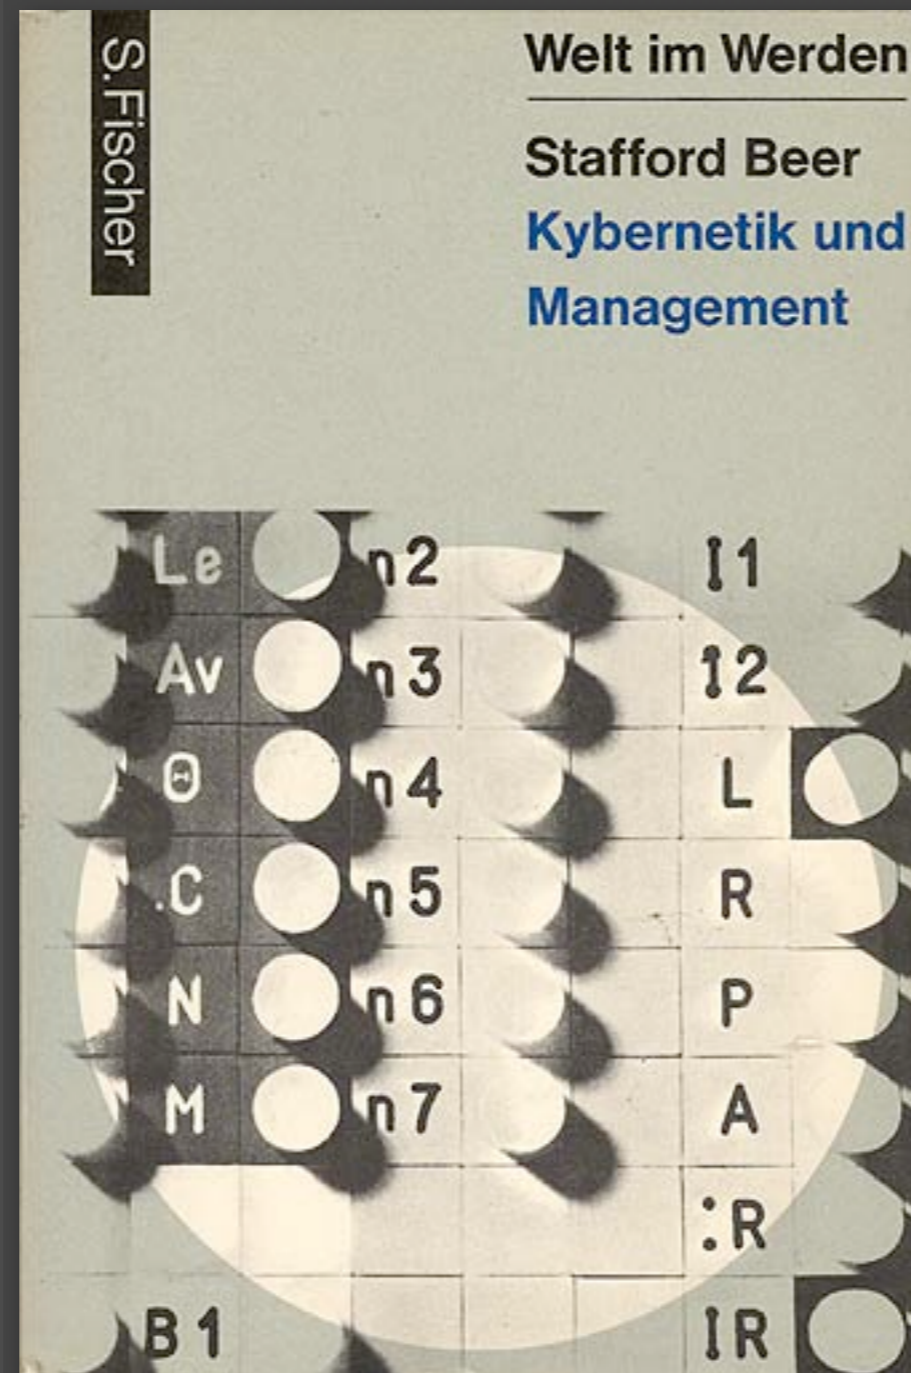 S.Fischer
Welt im Werden
Stafford Beer
Kybernetik und
Management
Le n2 I1
Av n3 I2
Θ n4 L
.C n5 R
N n6 P
M n7 A
:R
B1 IR